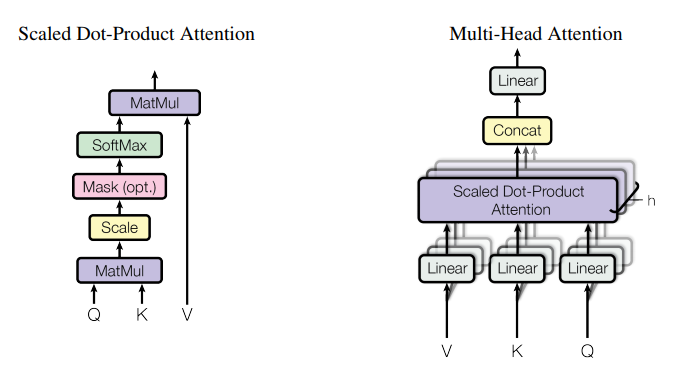 Scaled Dot-Product Attention
MatMul
SoftMax
Mask (opt.)
Scale
MatMul
Q K V
Multi-Head Attention
Linear
Concat
Scaled Dot-Product
Attention
h
Linear Linear Linear
V K Q